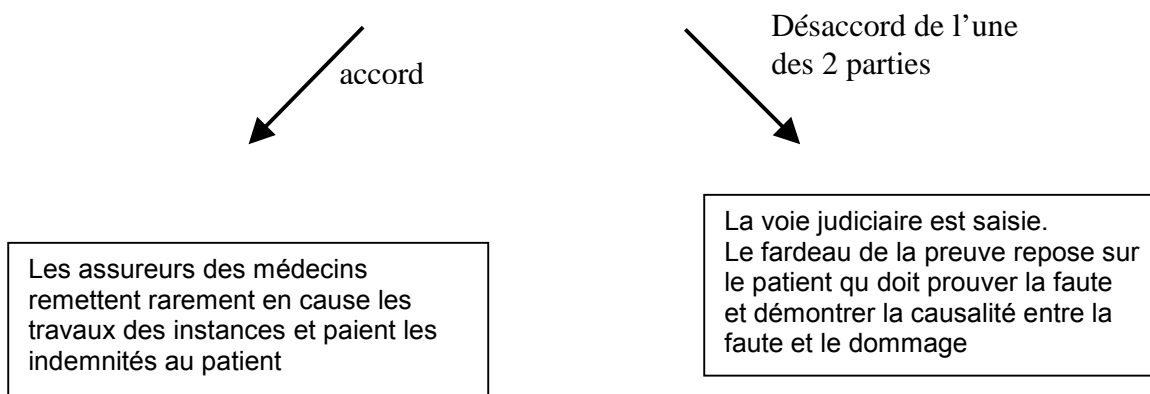 accord
Désaccord de l’une
des 2 parties
Les assureurs des médecins
remettent rarement en cause les
travaux des instances et paient les
indemnités au patient
La voie judiciaire est saisie.
Le fardeau de la preuve repose sur
le patient qu doit prouver la faute
et démontrer la causalité entre la
faute et le dommage